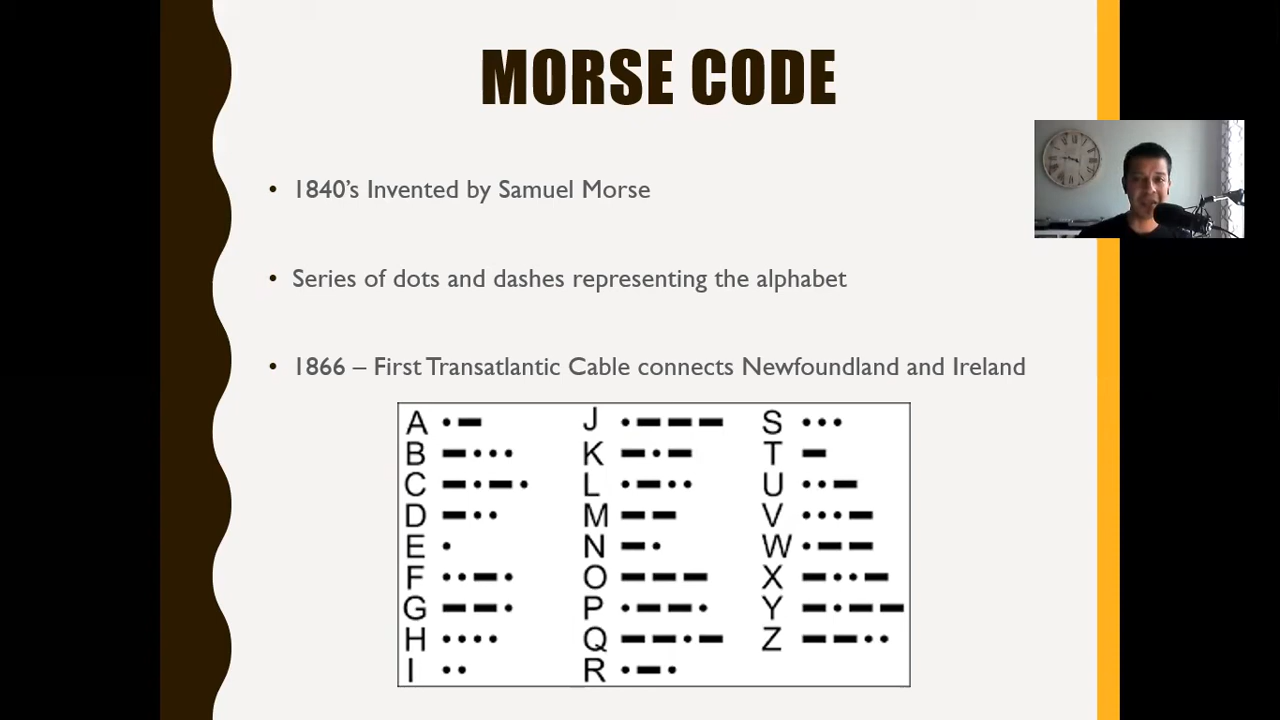 MORSE CODE
• 1840's Invented by Samuel Morse
• Series of dots and dashes representing the alphabet
• 1866 – First Transatlantic Cable connects Newfoundland and Ireland
A •– J •––– S •••
B –••• K –•– T –
C –•–• L •–•• U ••–
D –•• M –– V •••–
E • N –• W •––
F ••–• O ––– X –••–
G ––• P •––• Y –•––
H •••• Q ––•– Z ––••
I •• R •–•